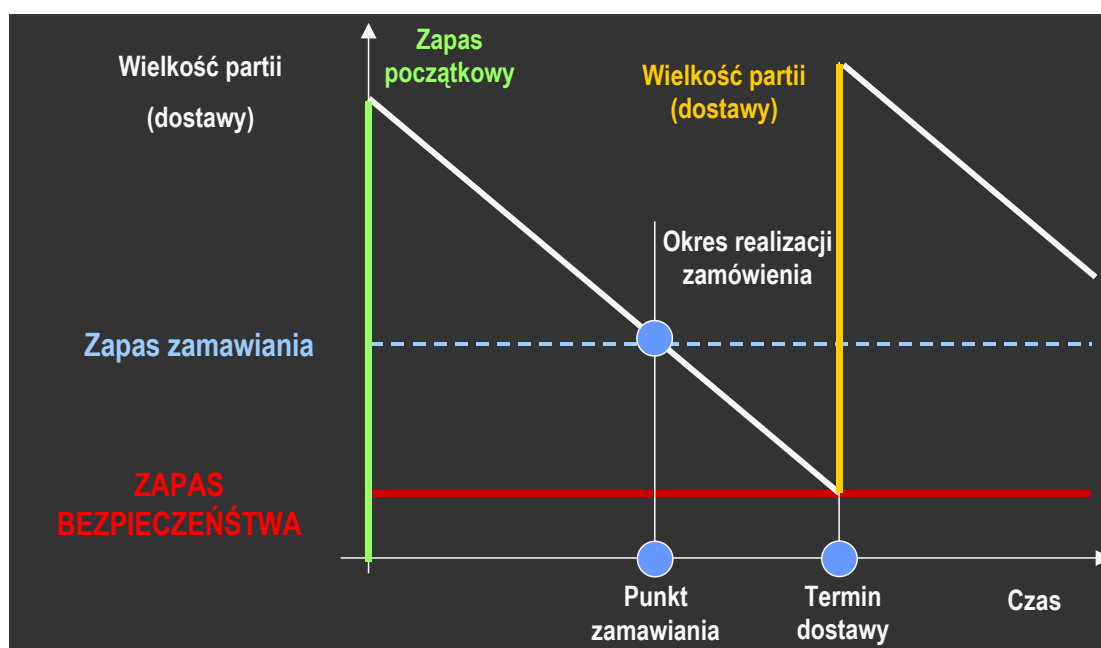 Wielkość partii
(dostawy)
Zapas
początkowy
Wielkość partii
(dostawy)
Okres realizacji
zamówienia
Zapas zamawiania
ZAPAS
BEZPIECZEŃŚTWA
Punkt
zamawiania
Termin
dostawy
Czas